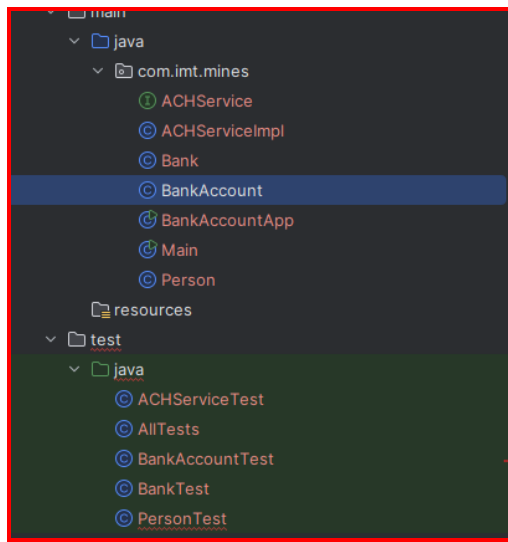 main
java
com.imt.mines
ACHService
ACHServiceImpl
Bank
BankAccount
BankAccountApp
Main
Person
resources
test
java
ACHServiceTest
AllTests
BankAccountTest
BankTest
PersonTest